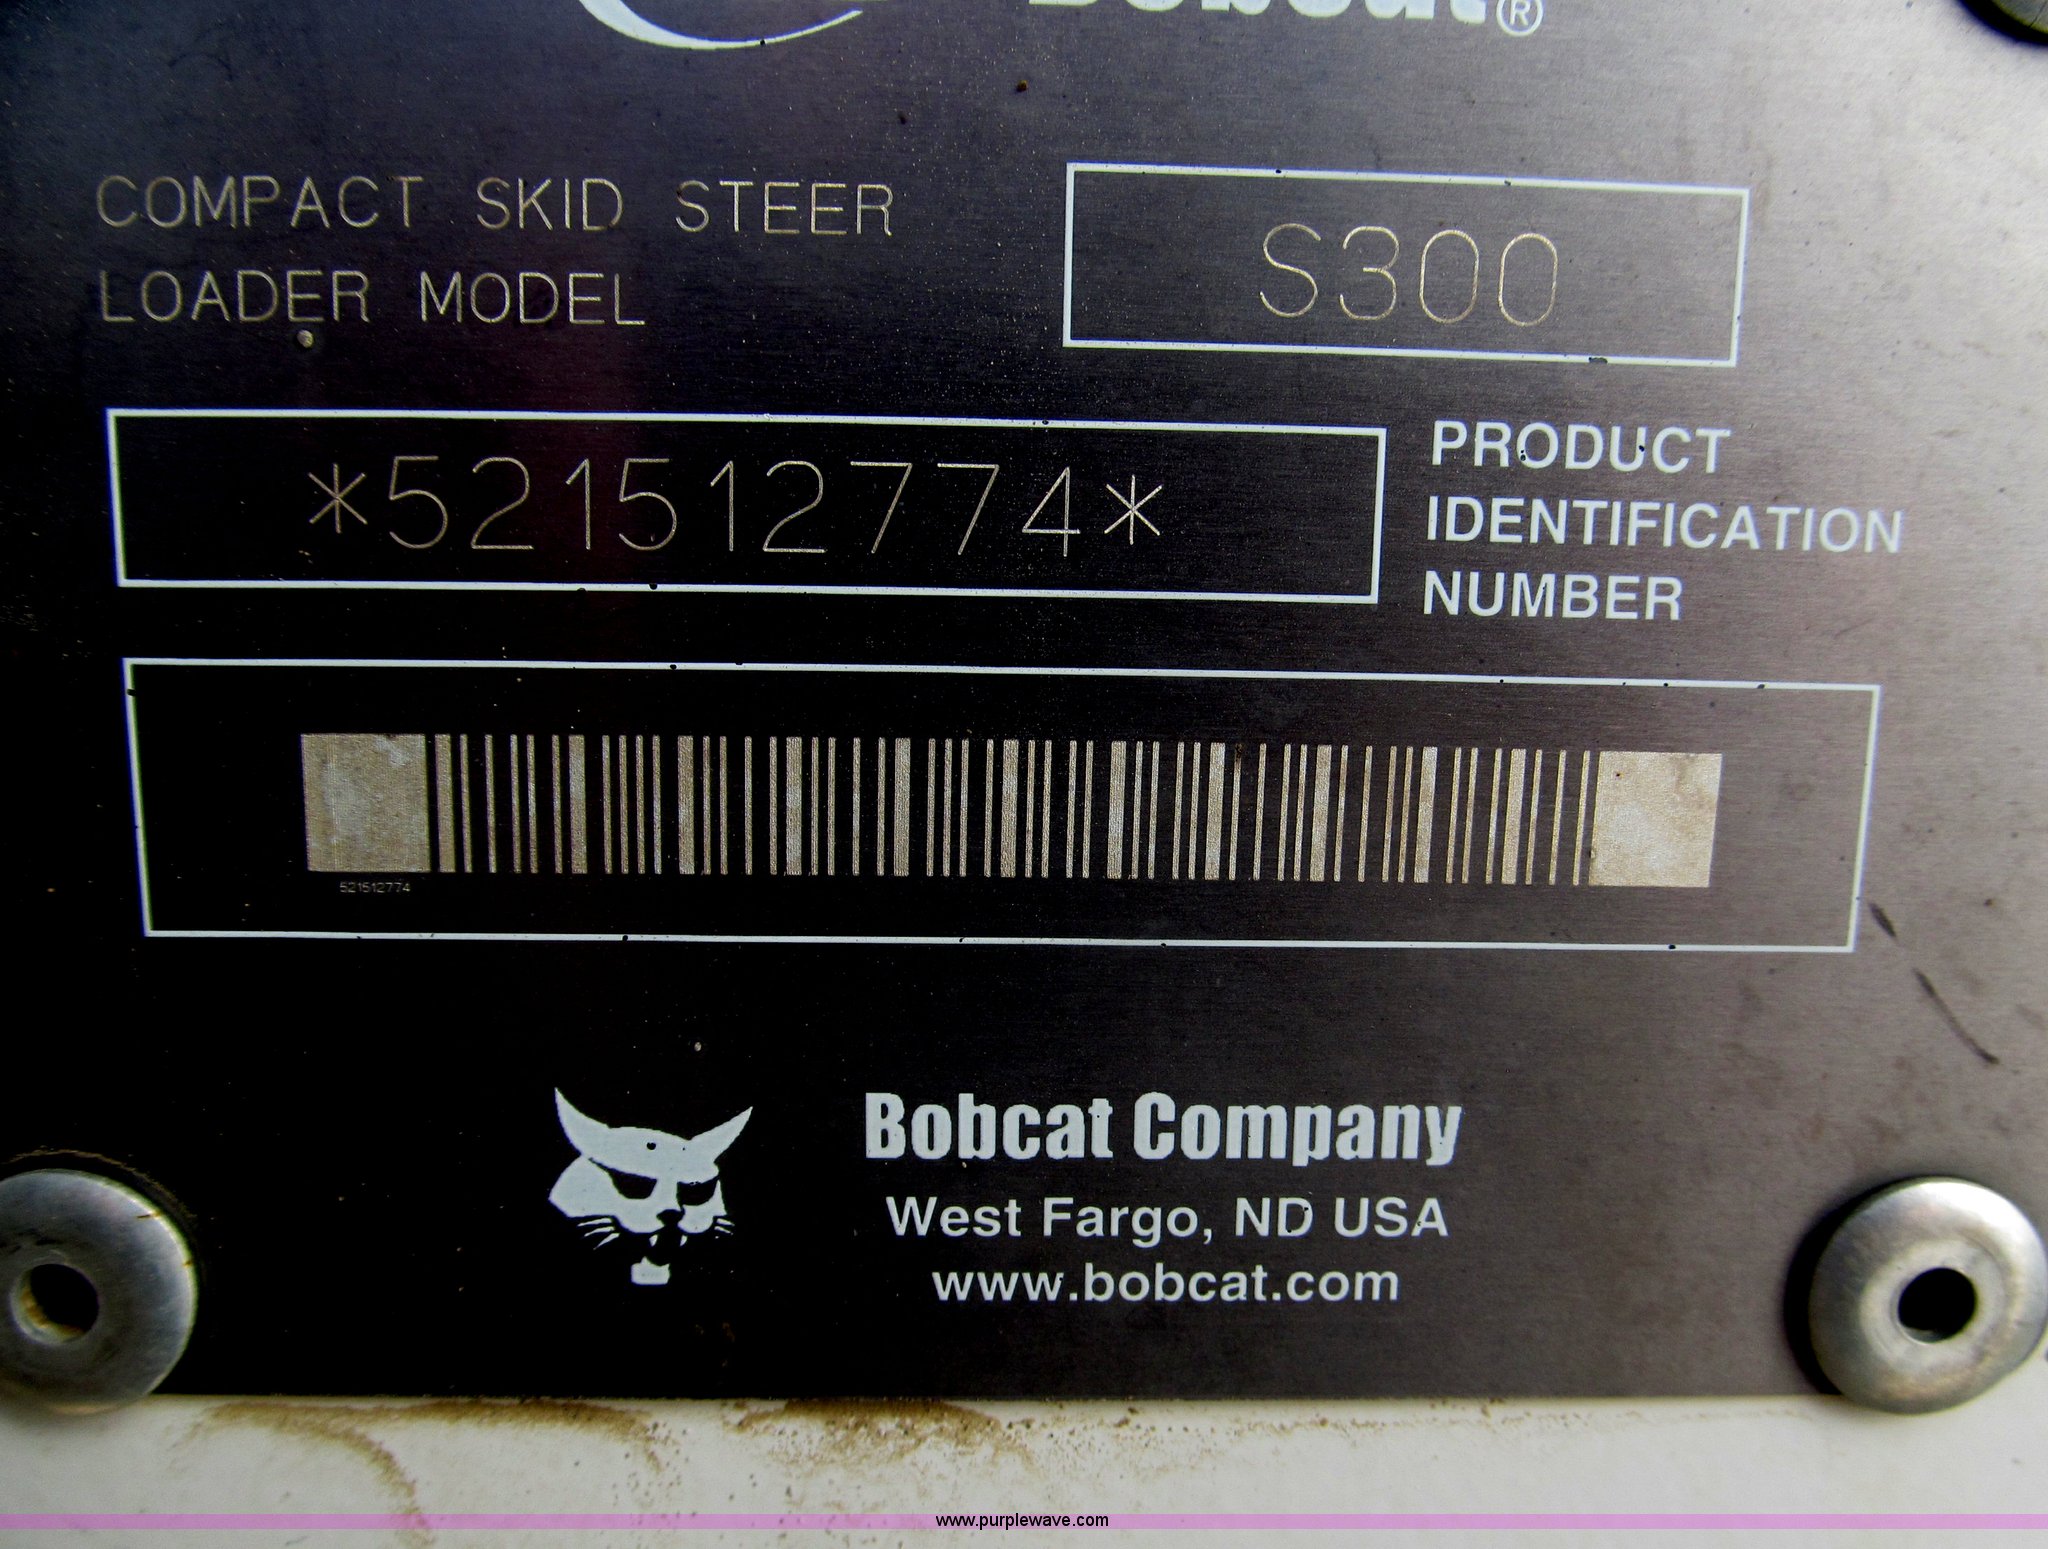 Bobcat®
COMPACT SKID STEER
LOADER MODEL
S300
*521512774*
PRODUCT
IDENTIFICATION
NUMBER
521512774
Bobcat Company
West Fargo, ND USA
www.bobcat.com
www.purplewave.com